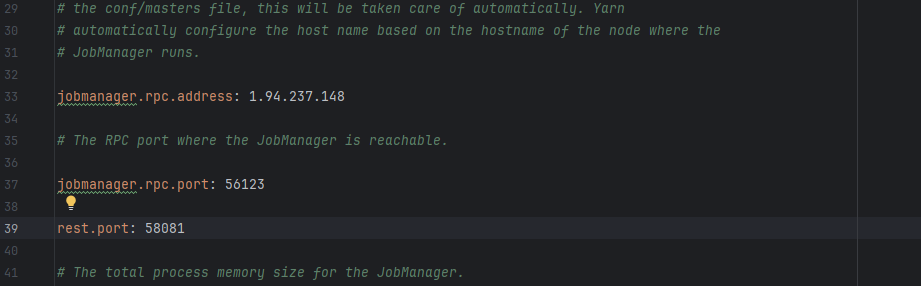 29 # the conf/masters file, this will be taken care of automatically. Yarn
30 # automatically configure the host name based on the hostname of the node where the
31 # JobManager runs.
32
33 jobmanager.rpc.address: 1.94.237.148
34
35 # The RPC port where the JobManager is reachable.
36
37 jobmanager.rpc.port: 56123
38
39 rest.port: 58081
40
41 # The total process memory size for the JobManager.